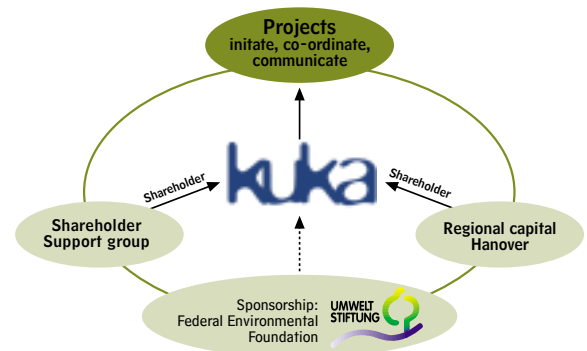 Projects
initate, co-ordinate,
communicate
kuka
Shareholder
Shareholder
Shareholder
Support group
Regional capital
Hanover
Sponsorship:
Federal Environmental
Foundation
UMWELT
STIFTUNG